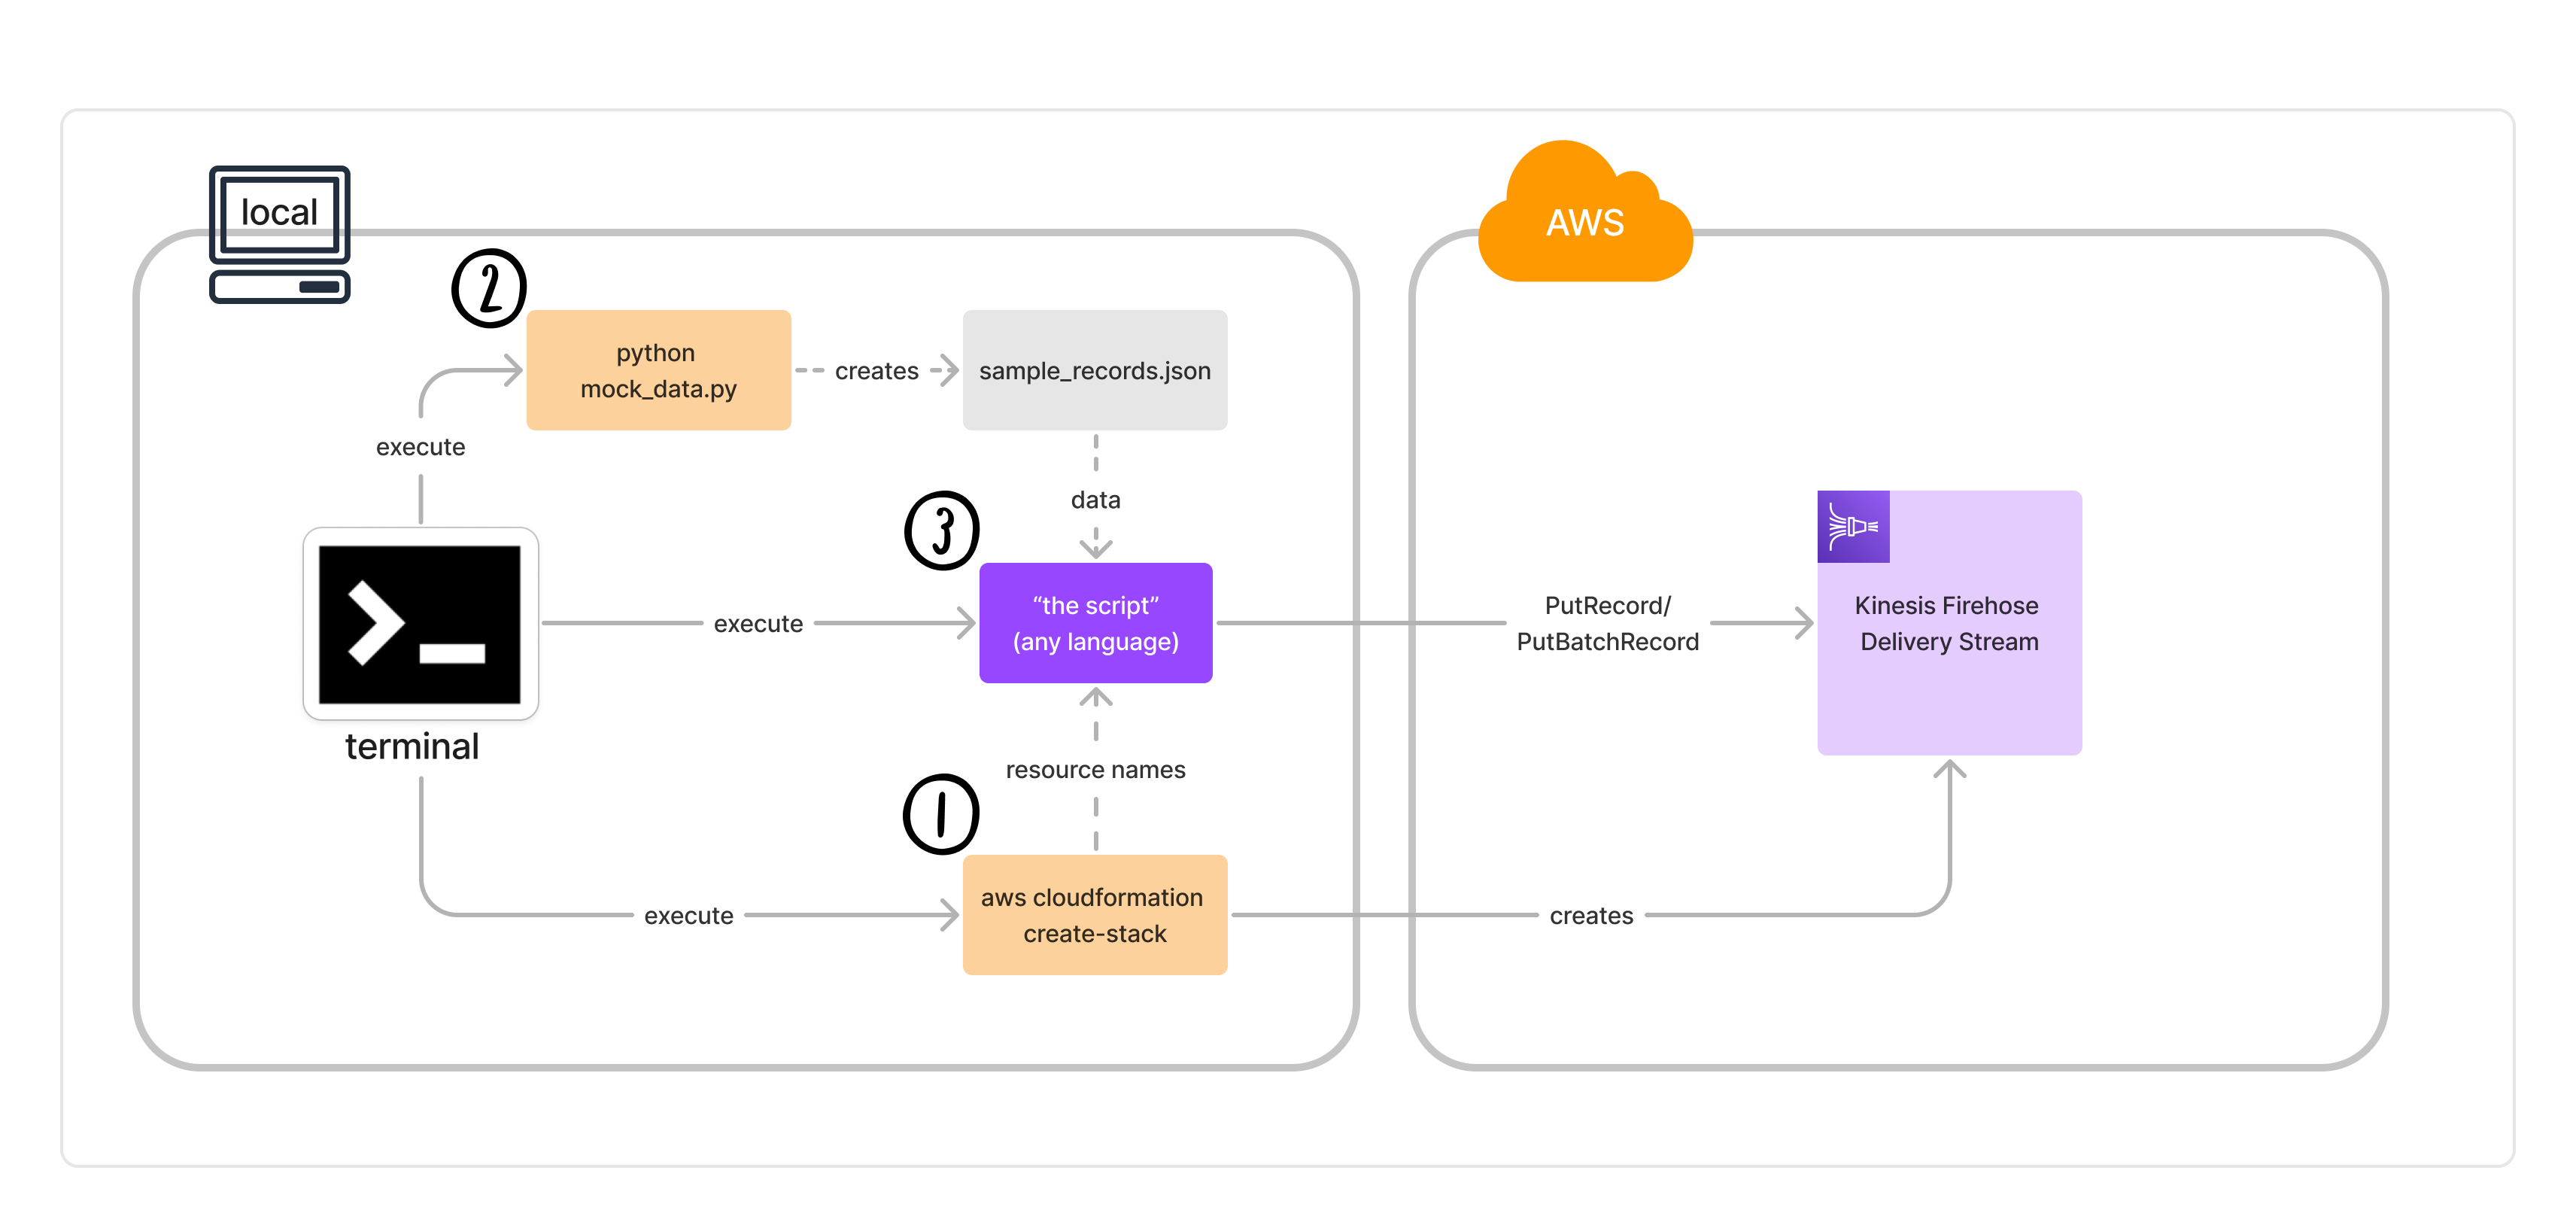 local
AWS
2
python
mock_data.py
creates
sample_records.json
execute
data
3
execute
“the script”
(any language)
PutRecord/
PutBatchRecord
Kinesis Firehose
Delivery Stream
terminal
resource names
1
execute
aws cloudformation
create-stack
creates